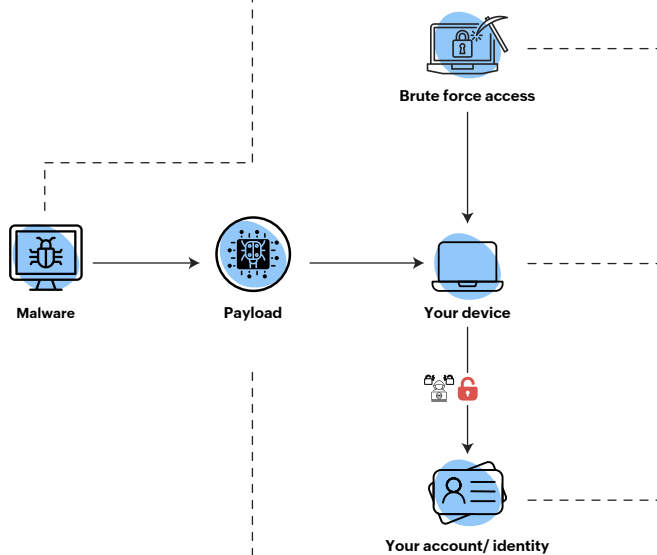 Brute force access
Malware
Payload
Your device
Your account/ identity